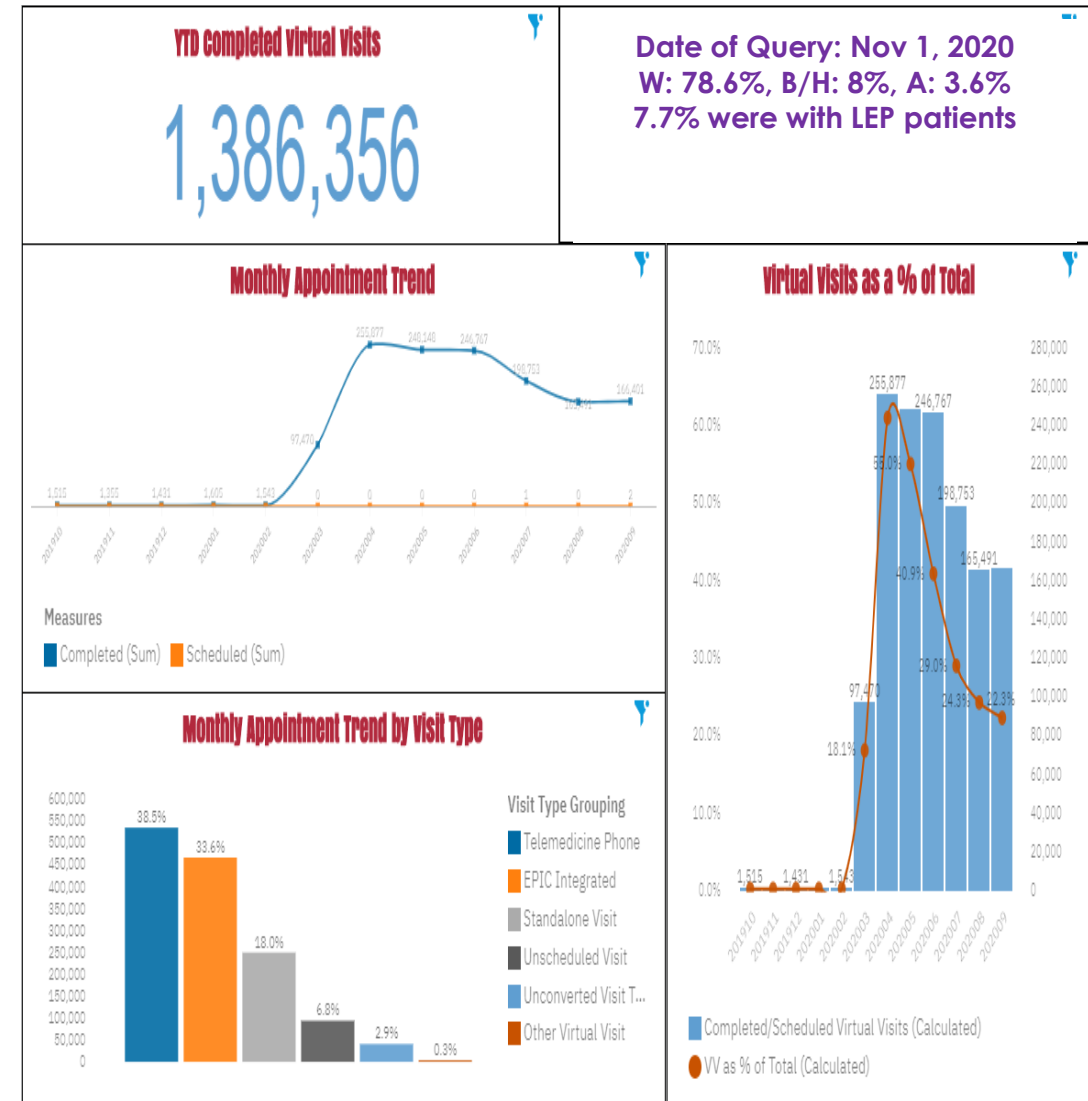 YTD Completed Virtual Visits
1,386,356
Date of Query: Nov 1, 2020
W: 78.6%, B/H: 8%, A: 3.6%
7.7% were with LEP patients
Monthly Appointment Trend
255,877
246,767
198,753
166,401
97,470
1,515 1,355 1,431 1,605 1,543 0 0 0 0 1 0 2
201910 201911 201912 202001 202002 202003 202004 202005 202006 202007 202008 202009
Measures
Completed (Sum) Scheduled (Sum)
Monthly Appointment Trend by Visit Type
600,000
550,000
500,000
450,000
400,000
350,000
300,000
250,000
200,000
150,000
100,000
50,000
0
38.5%
33.6%
18.0%
6.8%
2.9%
0.3%
Visit Type Grouping
Telemedicine Phone
EPIC Integrated
Standalone Visit
Unscheduled Visit
Unconverted Visit T...
Other Virtual Visit
Virtual Visits as a % of Total
70.0%
60.0%
50.0%
40.0%
30.0%
20.0%
10.0%
0.0%
280,000
260,000
240,000
220,000
200,000
180,000
160,000
140,000
120,000
100,000
80,000
60,000
40,000
20,000
0
255,877
246,767
198,753
165,491
97,470
1,515 1,431 1,543
18.1%
55.0%
40.9%
29.0%
24.3%
22.3%
201910 201911 201912 202001 202002 202003 202004 202005 202006 202007 202008 202009
Completed/Scheduled Virtual Visits (Calculated)
VV as % of Total (Calculated)